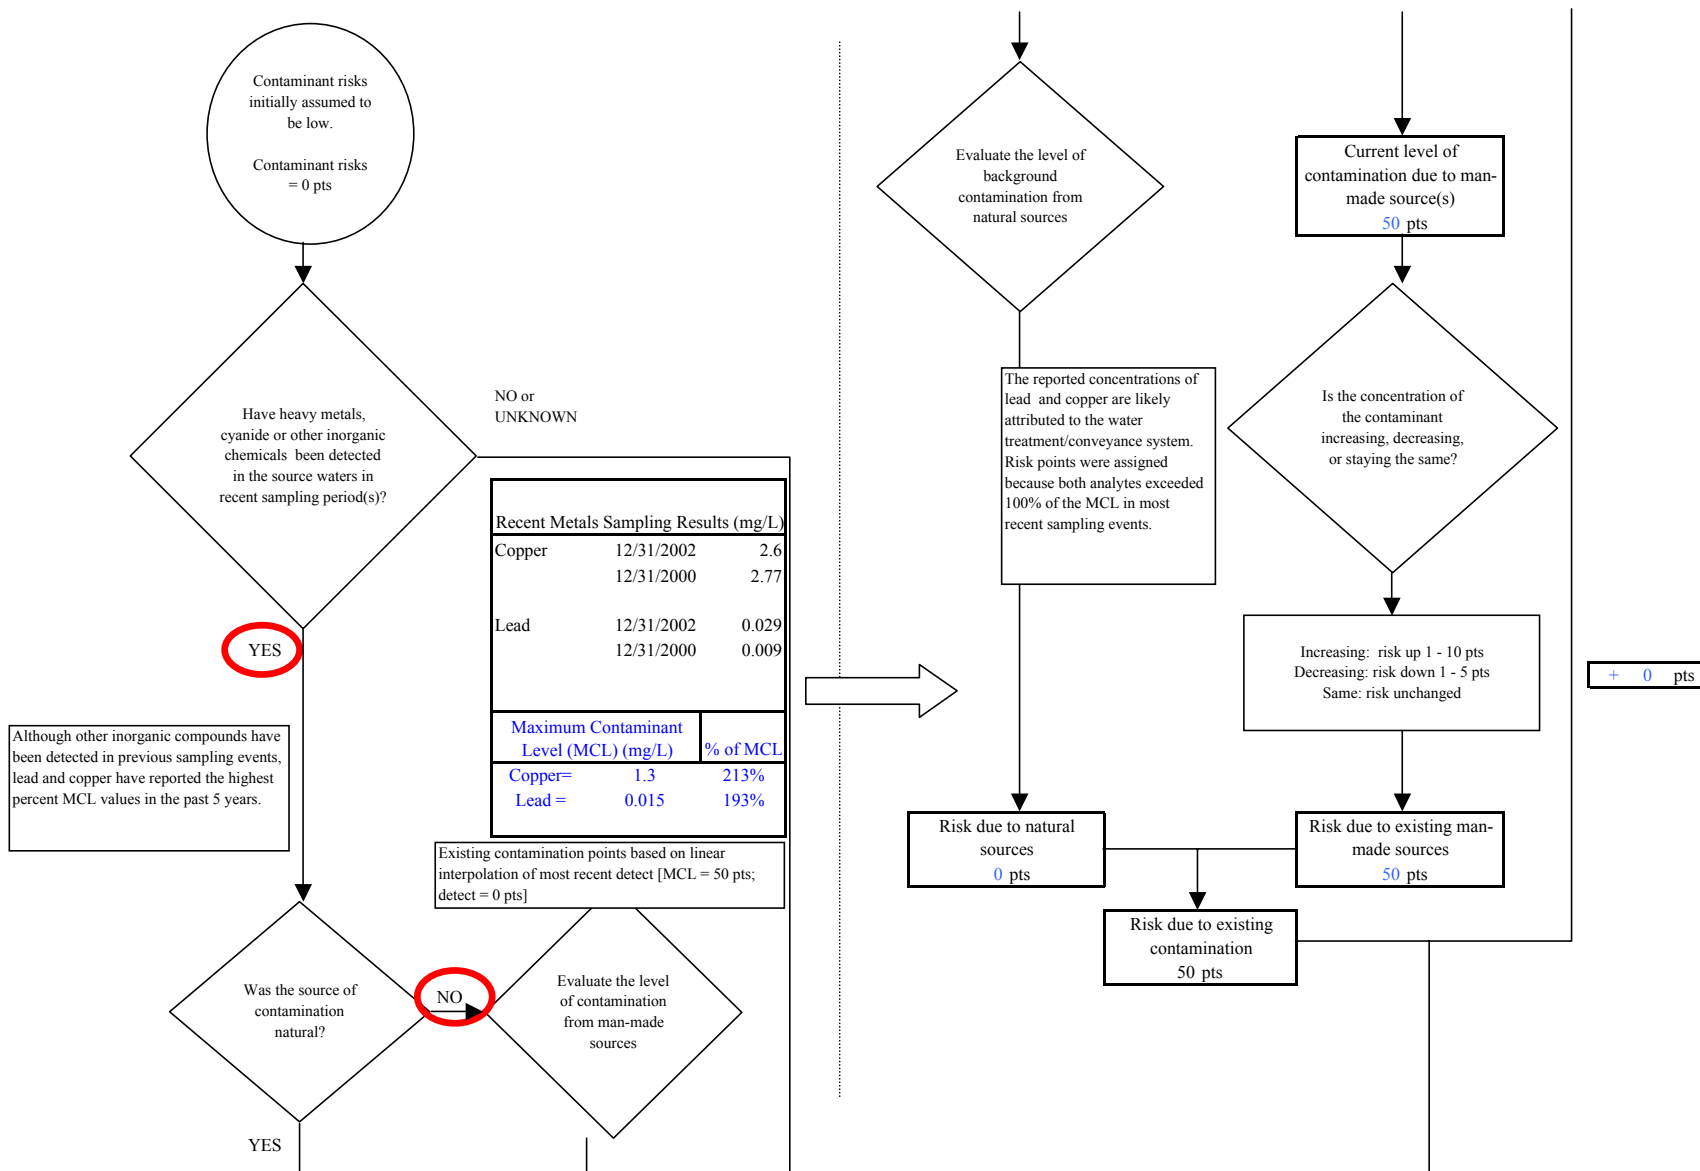 Contaminant risks
initially assumed to
be low.
Contaminant risks
= 0 pts
Have heavy metals,
cyanide or other inorganic
chemicals been detected
in the source waters in
recent sampling period(s)?
NO or
UNKNOWN
YES
Recent Metals Sampling Results (mg/L)
Copper 12/31/2002 2.6
12/31/2000 2.77
Lead 12/31/2002 0.029
12/31/2000 0.009
Maximum Contaminant
Level (MCL) (mg/L) % of MCL
Copper= 1.3 213%
Lead = 0.015 193%
Although other inorganic compounds have
been detected in previous sampling events,
lead and copper have reported the highest
percent MCL values in the past 5 years.
Existing contamination points based on linear
interpolation of most recent detect [MCL = 50 pts;
detect = 0 pts]
Was the source of
contamination
natural?
NO
Evaluate the level
of contamination
from man-made
sources
YES
Evaluate the level of
background
contamination from
natural sources
The reported concentrations of
lead and copper are likely
attributed to the water
treatment/conveyance system.
Risk points were assigned
because both analytes exceeded
100% of the MCL in most
recent sampling events.
Risk due to natural
sources
0 pts
Current level of
contamination due to man-
made source(s)
50 pts
Is the concentration of
the contaminant
increasing, decreasing,
or staying the same?
Increasing: risk up 1 - 10 pts
Decreasing: risk down 1 - 5 pts
Same: risk unchanged
+ 0 pts
Risk due to existing man-
made sources
50 pts
Risk due to existing
contamination
50 pts